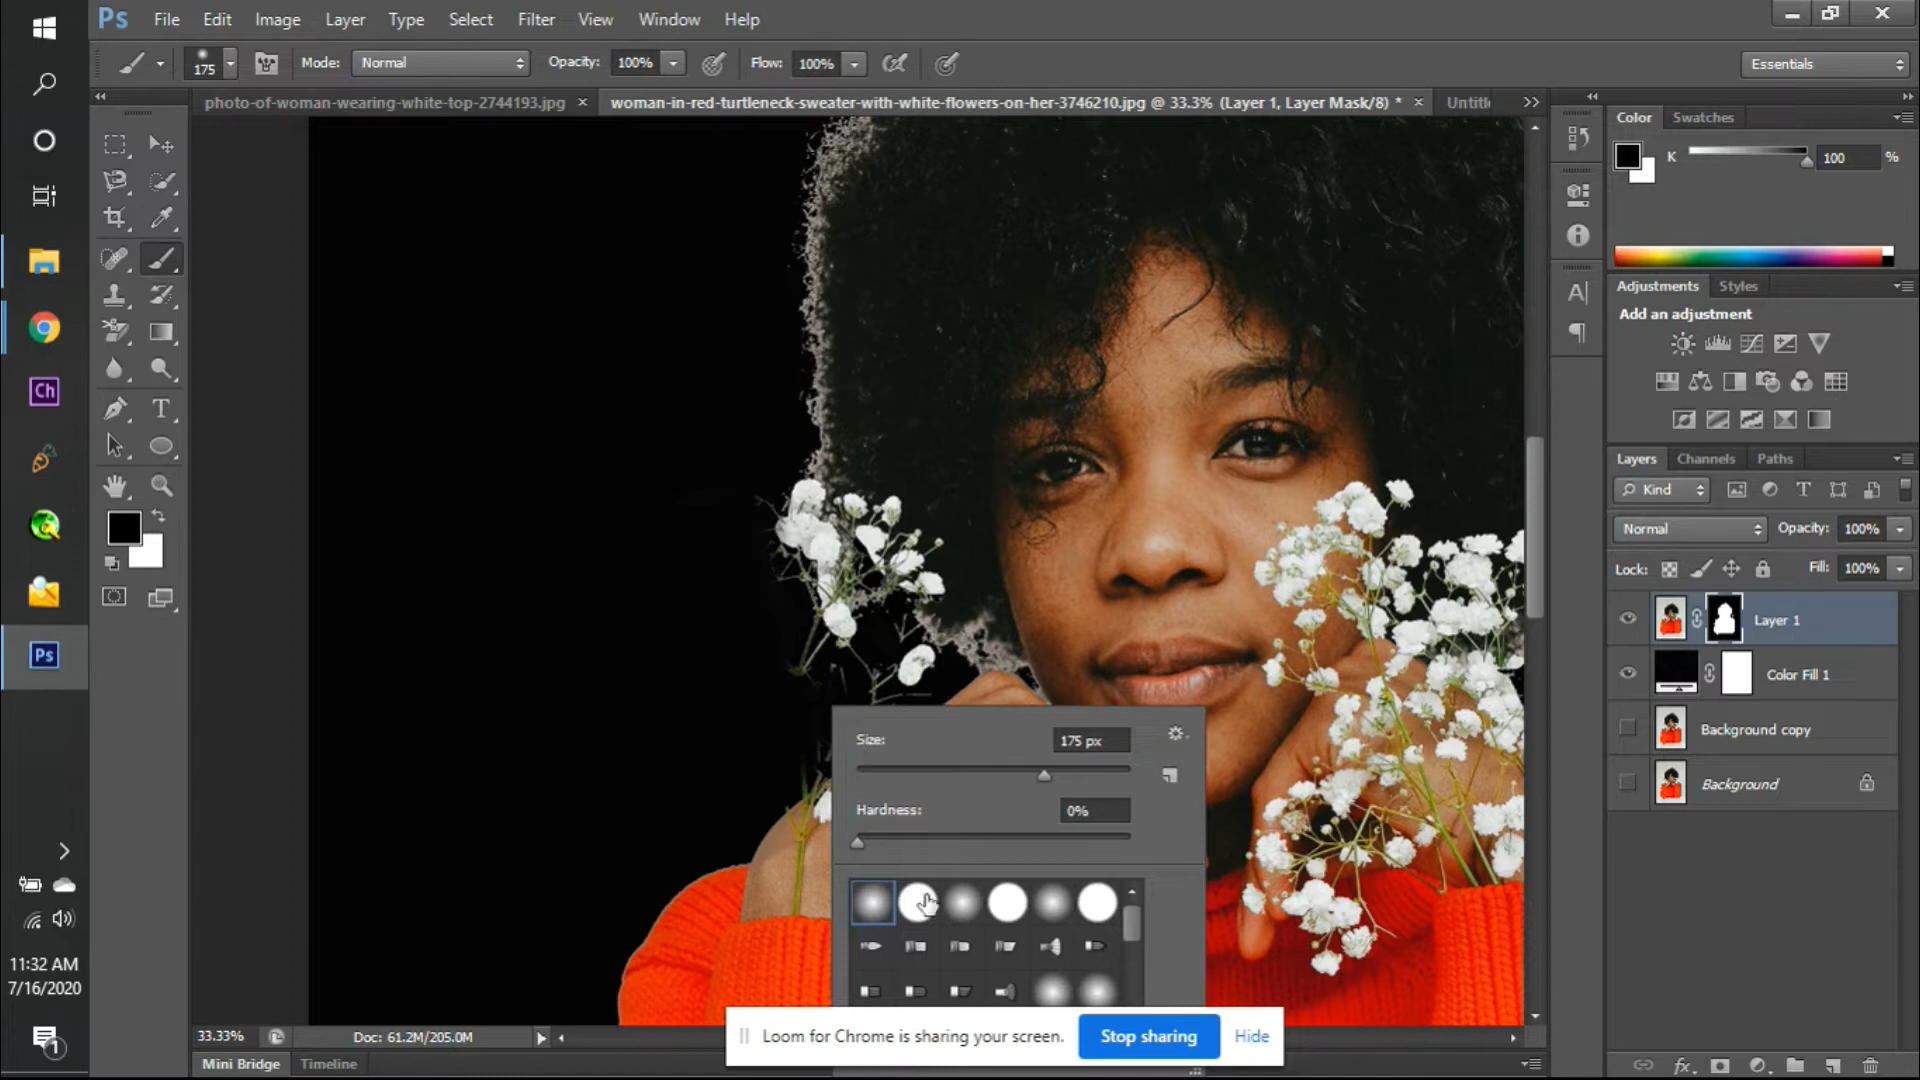 Ps File Edit Image Layer Type Select Filter View Window Help
175 Mode: Normal Opacity: 100% Flow: 100% Essentials
photo-of-woman-wearing-white-top-2744193.jpg × woman-in-red-turtleneck-sweater-with-white-flowers-on-her-3746210.jpg @ 33.3% (Layer 1, Layer Mask/8) * × Untitl >>
Color Swatches
K 100 %
Adjustments Styles
Add an adjustment
Layers Channels Paths
Kind
Normal Opacity: 100%
Lock: Fill: 100%
Layer 1
Color Fill 1
Background copy
Background
Size: 175 px
Hardness: 0%
Ch
Ps
11:32 AM
7/16/2020
1
33.33% Doc: 61.2M/205.0M
Loom for Chrome is sharing your screen. Stop sharing Hide
Mini Bridge Timeline